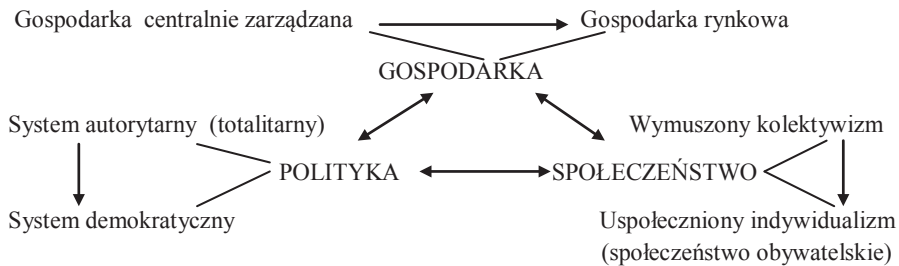 Gospodarka centralnie zarządzana
Gospodarka rynkowa
GOSPODARKA
System autorytarny (totalitarny)
Wymuszony kolektywizm
POLITYKA
SPOŁECZEŃSTWO
System demokratyczny
Uspołeczniony indywidualizm
(społeczeństwo obywatelskie)